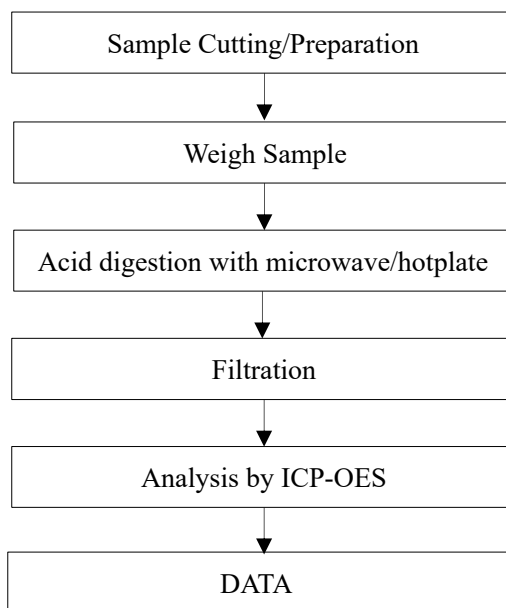 Sample Cutting/Preparation
Weigh Sample
Acid digestion with microwave/hotplate
Filtration
Analysis by ICP-OES
DATA